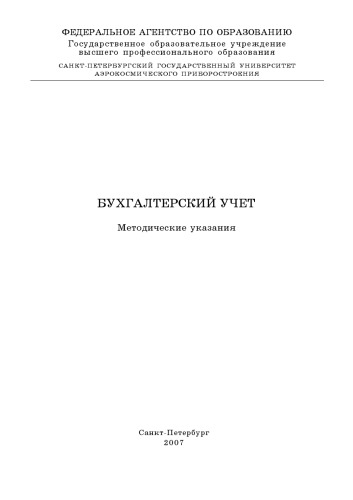 ФЕДЕРАЛЬНОЕ АГЕНТСТВО ПО ОБРАЗОВАНИЮ
Государственное образовательное учреждение
высшего профессионального образования
САНКТ-ПЕТЕРБУРГСКИЙ ГОСУДАРСТВЕННЫЙ УНИВЕРСИТЕТ
АЭРОКОСМИЧЕСКОГО ПРИБОРОСТРОЕНИЯ
БУХГАЛТЕРСКИЙ УЧЕТ
Методические указания
Санкт-Петербург
2007